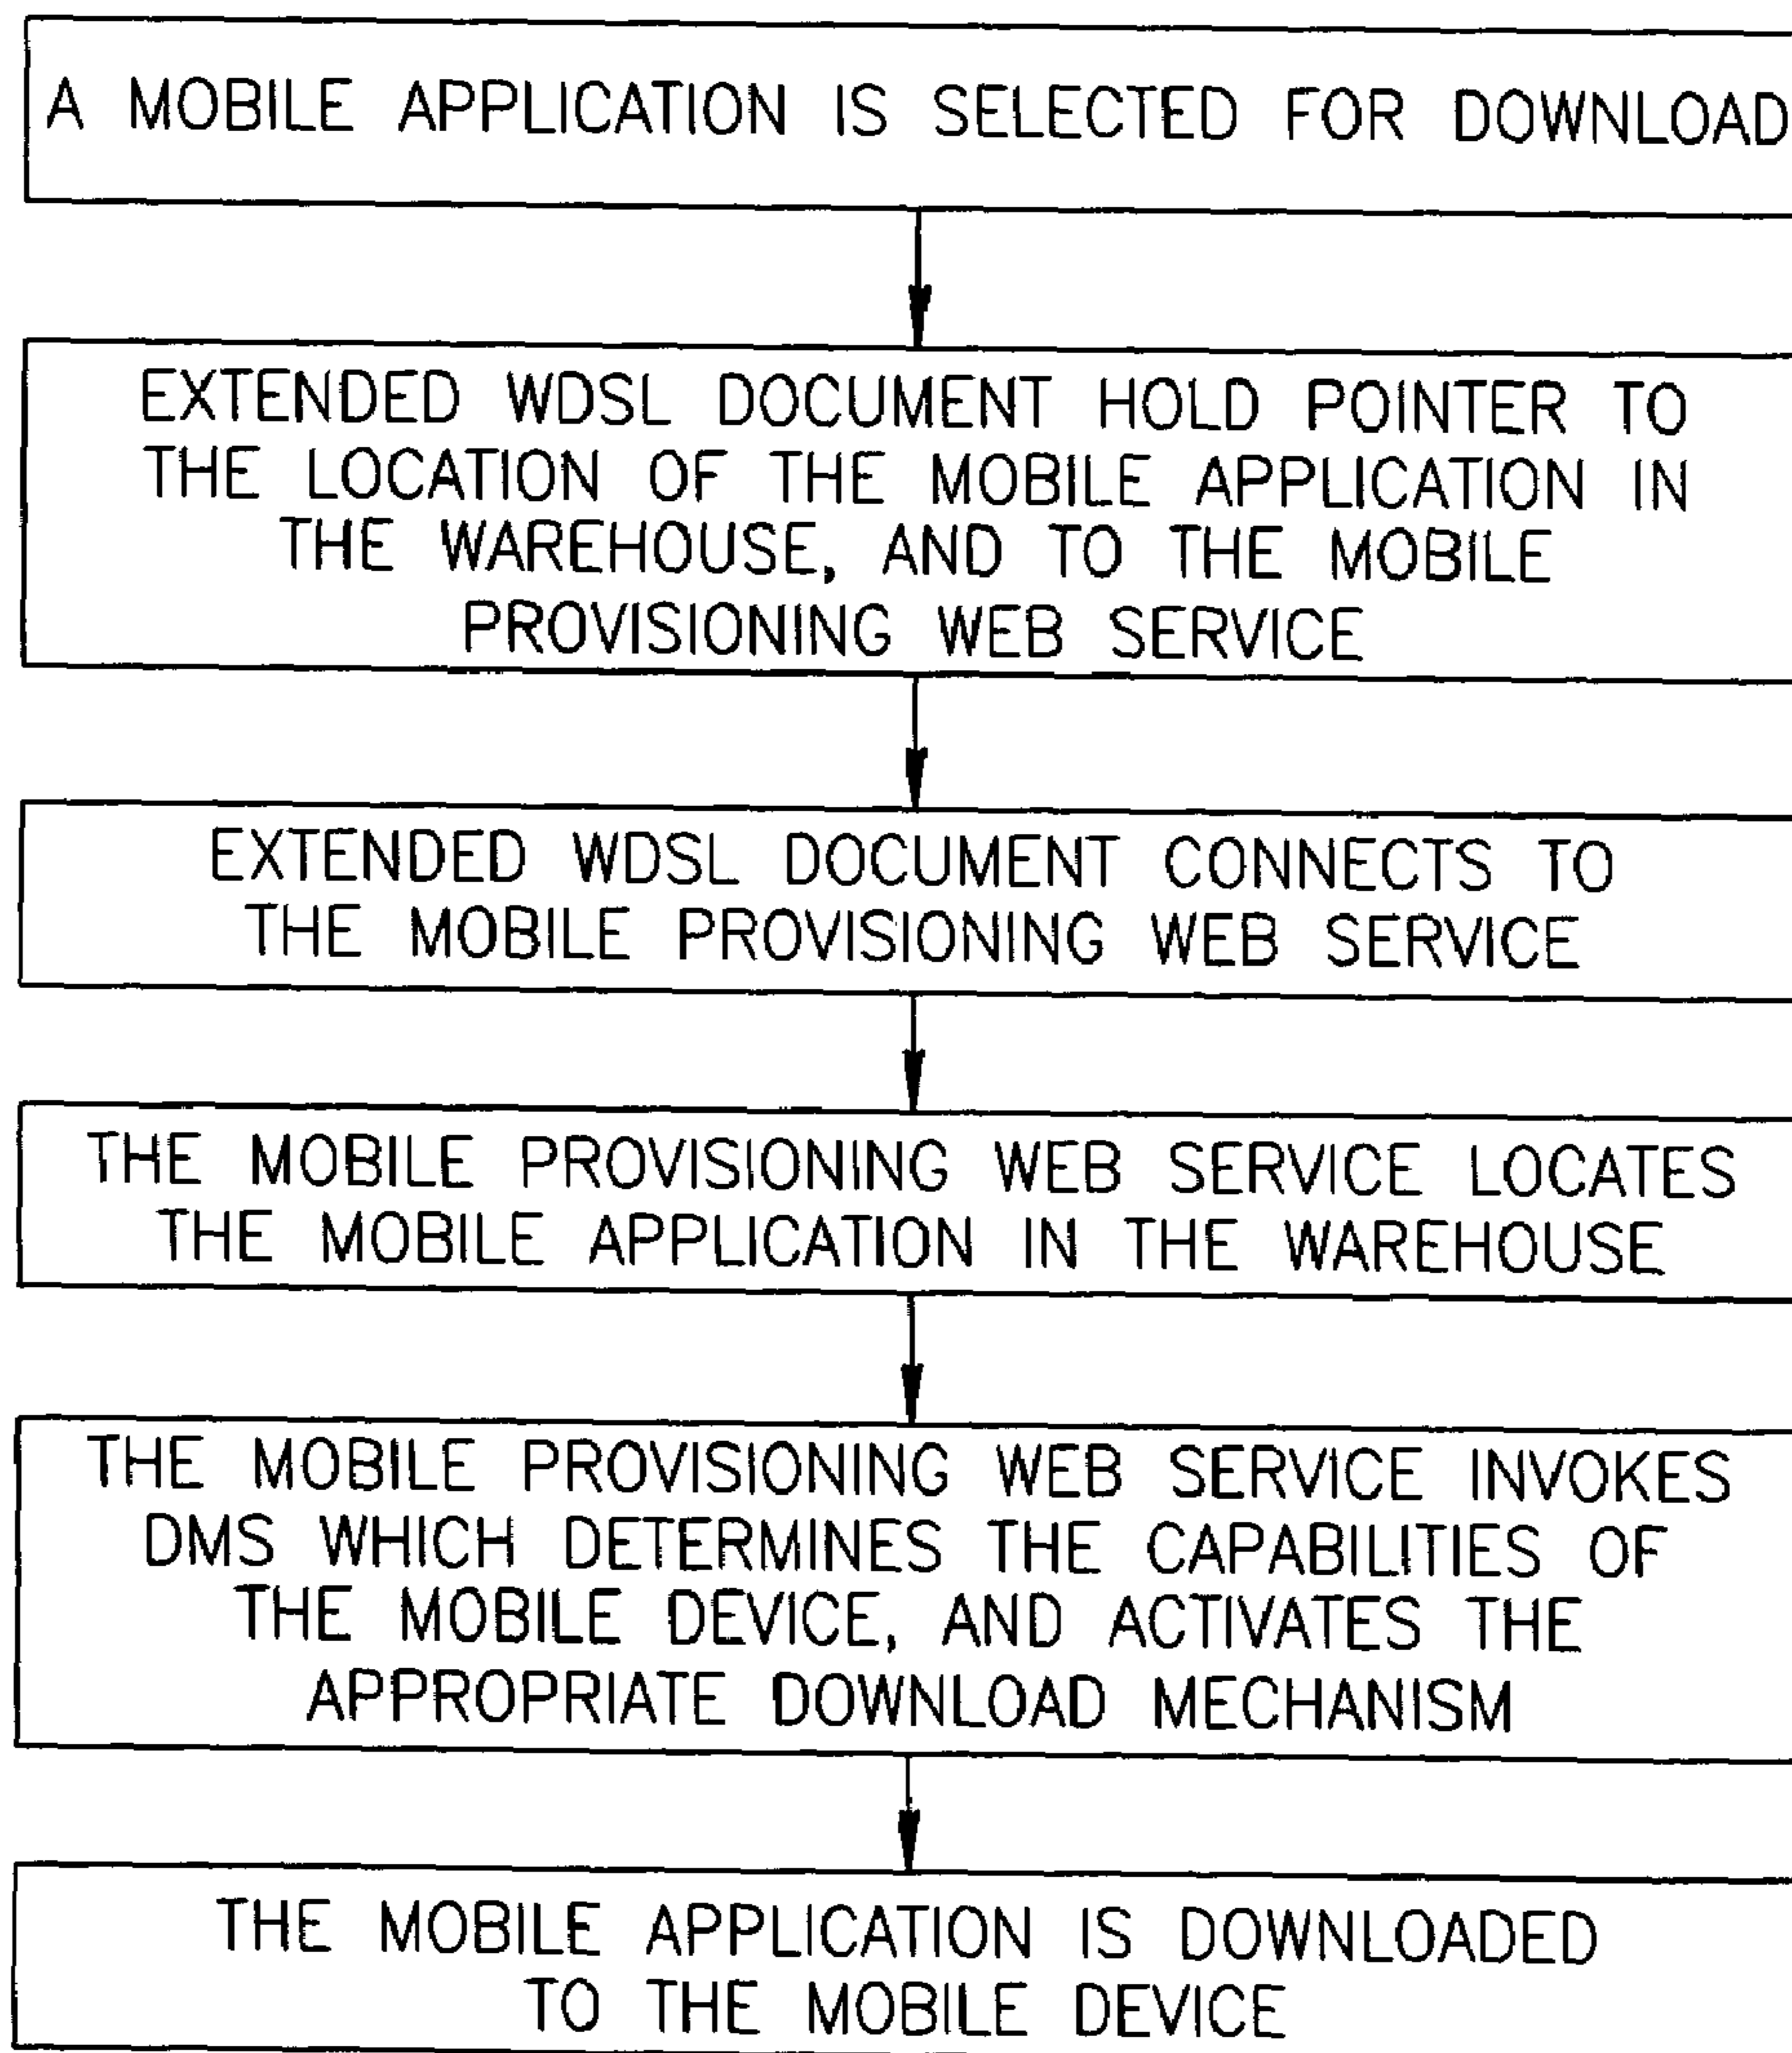 A MOBILE APPLICATION IS SELECTED FOR DOWNLOAD
EXTENDED WDSL DOCUMENT HOLD POINTER TO
THE LOCATION OF THE MOBILE APPLICATION IN
THE WAREHOUSE, AND TO THE MOBILE
PROVISIONING WEB SERVICE
EXTENDED WDSL DOCUMENT CONNECTS TO
THE MOBILE PROVISIONING WEB SERVICE
THE MOBILE PROVISIONING WEB SERVICE LOCATES
THE MOBILE APPLICATION IN THE WAREHOUSE
THE MOBILE PROVISIONING WEB SERVICE INVOKES
DMS WHICH DETERMINES THE CAPABILITIES OF
THE MOBILE DEVICE, AND ACTIVATES THE
APPROPRIATE DOWNLOAD MECHANISM
THE MOBILE APPLICATION IS DOWNLOADED
TO THE MOBILE DEVICE